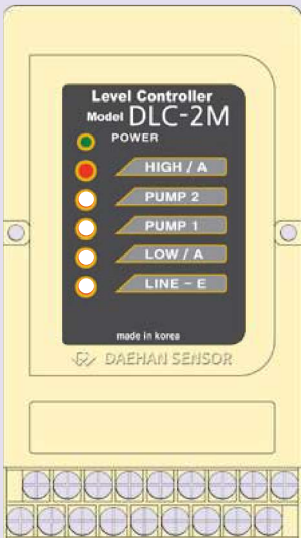 Level Controller
Model DLC-2M
POWER
HIGH / A
PUMP 2
PUMP 1
LOW / A
LINE - E
made in korea
DAEHAN SENSOR